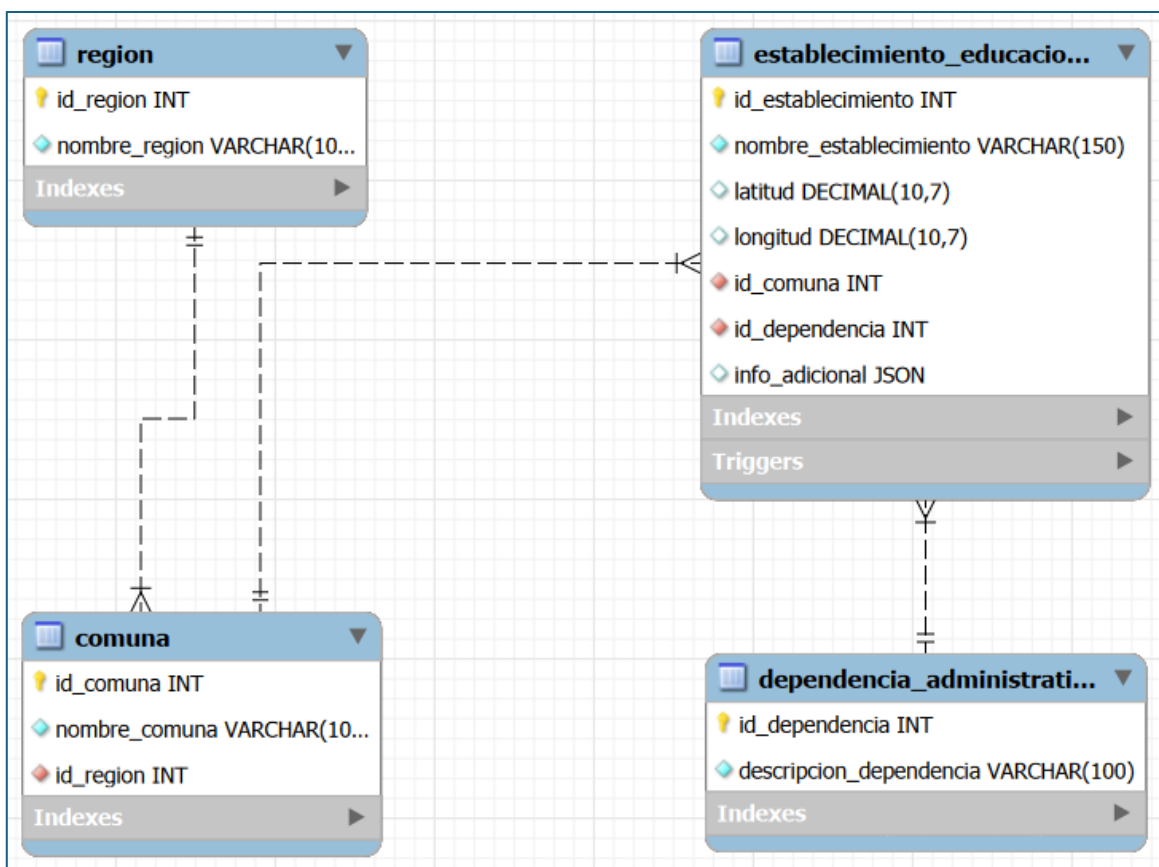 region
id_region INT
nombre_region VARCHAR(10...
Indexes
establecimiento_educacio...
id_establecimiento INT
nombre_establecimiento VARCHAR(150)
latitud DECIMAL(10,7)
longitud DECIMAL(10,7)
id_comuna INT
id_dependencia INT
info_adicional JSON
Indexes
Triggers
comuna
id_comuna INT
nombre_comuna VARCHAR(10...
id_region INT
Indexes
dependencia_administrati...
id_dependencia INT
descripcion_dependencia VARCHAR(100)
Indexes